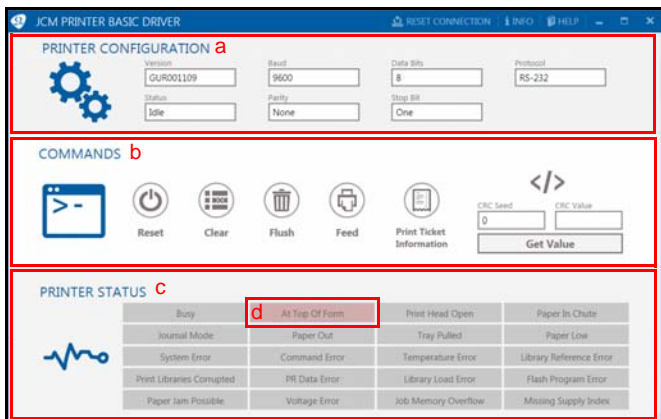 JCM PRINTER BASIC DRIVER RESET CONNECTION INFO HELP
PRINTER CONFIGURATION a
Version Baud Data Bits Protocol
GUR001109 9600 8 RS-232
Status Parity Stop Bit
Idle None One
COMMANDS b
CRC Seed CRC Value
0
Reset Clear Flush Feed Print Ticket Information Get Value
PRINTER STATUS c
Busy d At Top Of Form Print Head Open Paper In Chute
Journal Mode Paper Out Tray Pulled Paper Low
System Error Command Error Temperature Error Library Reference Error
Print Libraries Corrupted PR Data Error Library Load Error Flash Program Error
Paper Jam Possible Voltage Error Job Memory Overflow Missing Supply Index